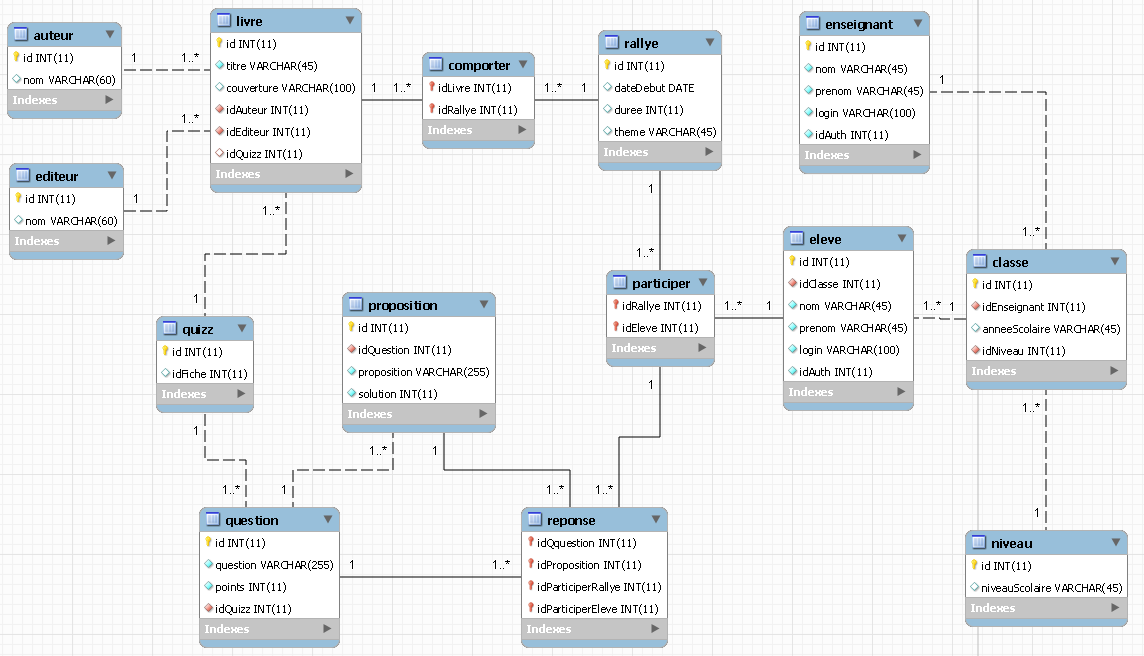 auteur
id INT(11)
nom VARCHAR(60)
Indexes
1
1..*
livre
id INT(11)
titre VARCHAR(45)
couverture VARCHAR(100)
idAuteur INT(11)
idEditeur INT(11)
idQuizz INT(11)
Indexes
1
1..*
comporter
idLivre INT(11)
idRallye INT(11)
Indexes
1..*
1
rallye
id INT(11)
dateDebut DATE
duree INT(11)
theme VARCHAR(45)
Indexes
enseignant
id INT(11)
nom VARCHAR(45)
prenom VARCHAR(45)
login VARCHAR(100)
idAuth INT(11)
Indexes
1
1..*
editeur
id INT(11)
nom VARCHAR(60)
Indexes
1
1..*
1..*
1
1
1..*
quizz
id INT(11)
idFiche INT(11)
Indexes
proposition
id INT(11)
idQuestion INT(11)
proposition VARCHAR(255)
solution INT(11)
Indexes
participer
idRallye INT(11)
idEleve INT(11)
Indexes
1..*
1
eleve
id INT(11)
idClasse INT(11)
nom VARCHAR(45)
prenom VARCHAR(45)
login VARCHAR(100)
idAuth INT(11)
Indexes
1..*
1
classe
id INT(11)
idEnseignant INT(11)
anneeScolaire VARCHAR(45)
idNiveau INT(11)
Indexes
1
1..*
1..*
1
1
1..*
1
1..*
1..*
1
question
id INT(11)
question VARCHAR(255)
points INT(11)
idQuizz INT(11)
Indexes
1
1..*
reponse
idQquestion INT(11)
idProposition INT(11)
idParticiperRallye INT(11)
idParticiperEleve INT(11)
Indexes
niveau
id INT(11)
niveauScolaire VARCHAR(45)
Indexes